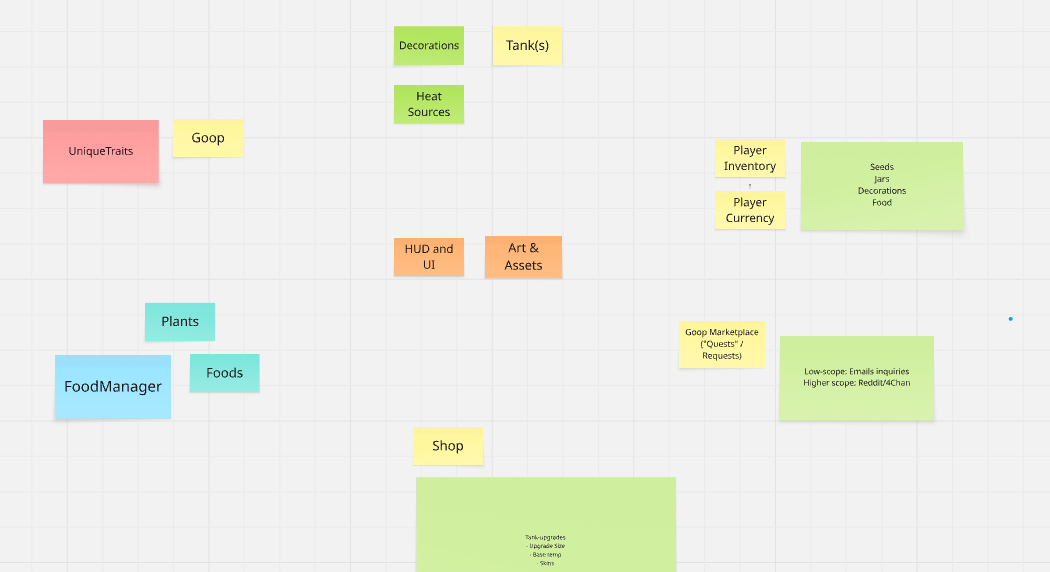 Decorations
Tank(s)
Heat
Sources
UniqueTraits
Goop
Player
Inventory
↑
Player
Currency
Seeds
Jars
Decorations
Food
HUD and
UI
Art &
Assets
Plants
FoodManager
Foods
Goop Marketplace
("Quests" /
Requests)
Low-scope: Emails inquiries
Higher scope: Reddit/4Chan
Shop
Tank-upgrades
- Upgrade Size
- Base temp
- Skins